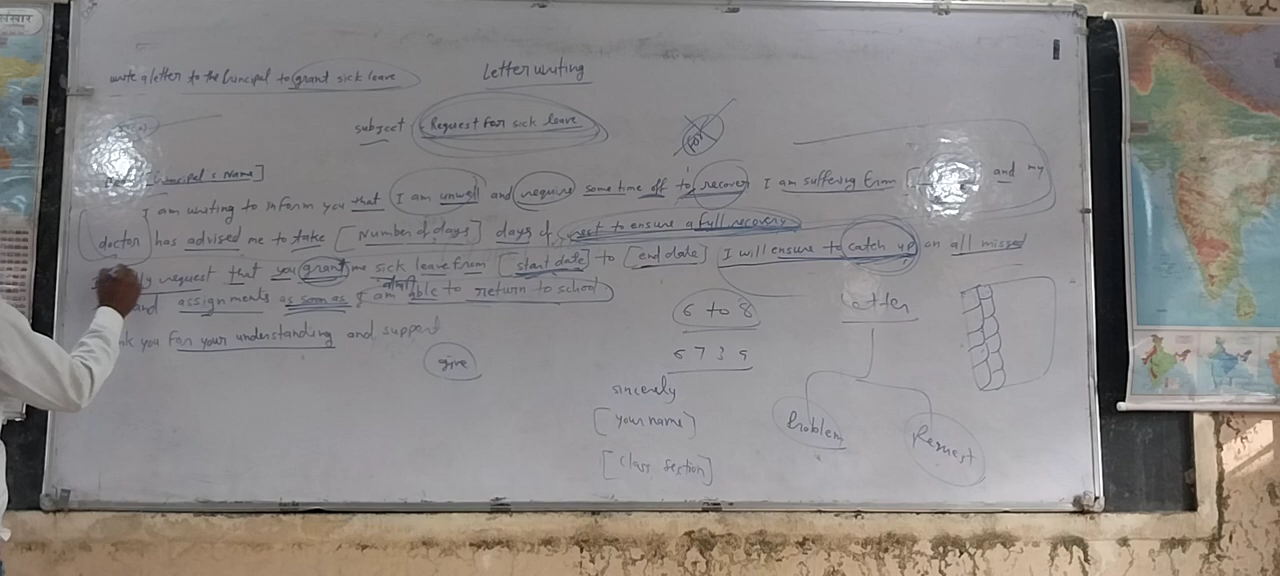 Letter writing
write a letter to the Principal to grant sick leave
subject - Request for sick leave
for
[Principal's Name]
I am writing to inform you that I am unwell and require some time off to recover I am suffering from [ and my
doctor has advised me to take [Number of days] days of rest to ensure a full recovery
request that you grant me sick leave from [start date] to [end date] I will ensure to catch up on all missed
and assignments as soon as I am able to return to school
you for your understanding and support
give
6 to 8
6 7 3 9
sincerely
[your name]
[class, section]
Letter
Problem
Request